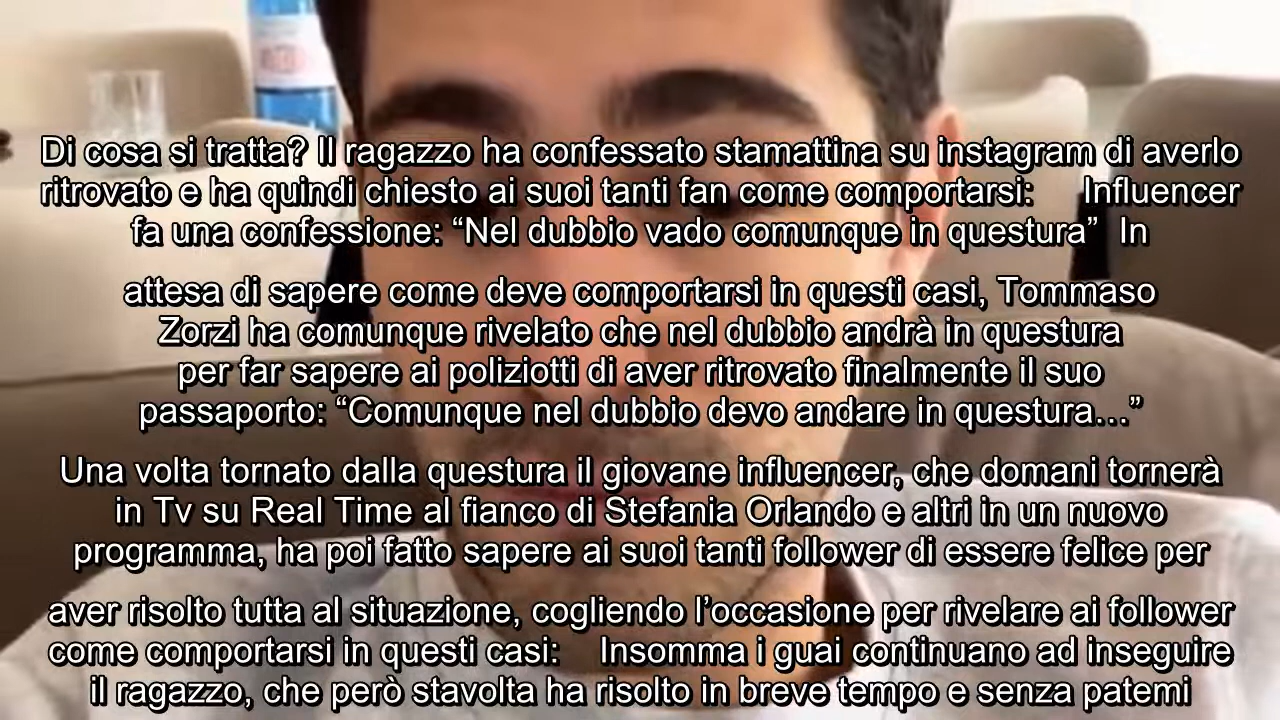 Di cosa si tratta? Il ragazzo ha confessato stamattina su instagram di averlo
ritrovato e ha quindi chiesto ai suoi tanti fan come comportarsi: Influencer
fa una confessione: “Nel dubbio vado comunque in questura” In
attesa di sapere come deve comportarsi in questi casi, Tommaso
Zorzi ha comunque rivelato che nel dubbio andrà in questura
per far sapere ai poliziotti di aver ritrovato finalmente il suo
passaporto: “Comunque nel dubbio devo andare in questura…”
Una volta tornato dalla questura il giovane influencer, che domani tornerà
in Tv su Real Time al fianco di Stefania Orlando e altri in un nuovo
programma, ha poi fatto sapere ai suoi tanti follower di essere felice per
aver risolto tutta al situazione, cogliendo l’occasione per rivelare ai follower
come comportarsi in questi casi: Insomma i guai continuano ad inseguire
il ragazzo, che però stavolta ha risolto in breve tempo e senza patemi